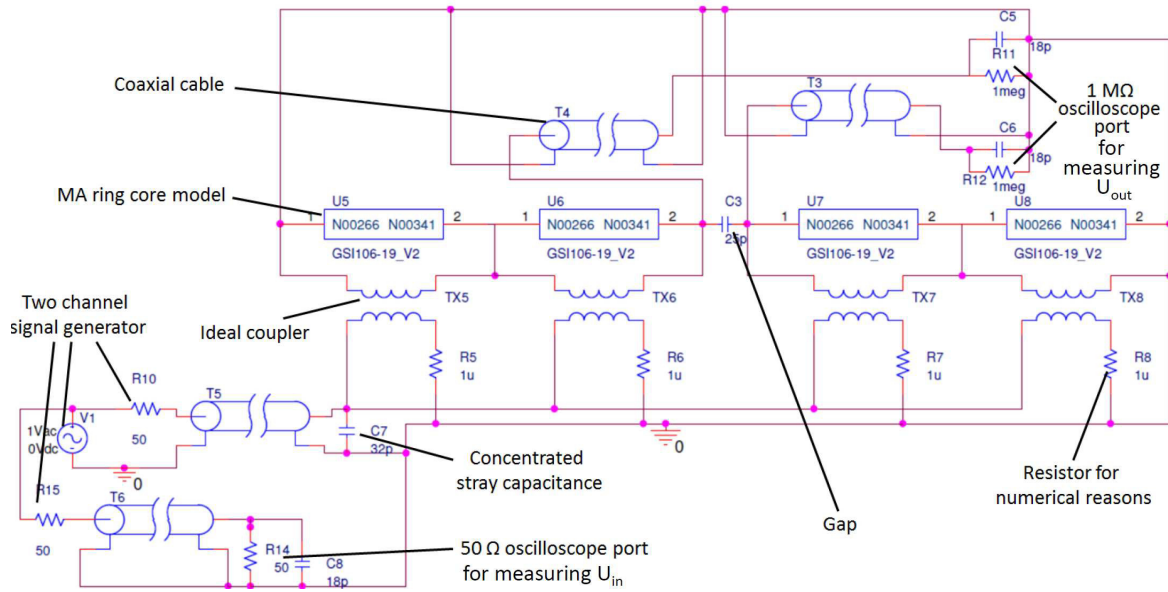 C5
18p
R11
1meg
Coaxial cable
T4
T3
1 MΩ
oscilloscope
port
for
measuring
Uout
C6
18p
R12
1meg
MA ring core model
U5
1 N00266 N00341 2
GSI106-19_V2
U6
1 N00266 N00341 2
GSI106-19_V2
C3
25p
U7
1 N00266 N00341 2
GSI106-19_V2
U8
1 N00266 N00341 2
GSI106-19_V2
TX5
TX6
TX7
TX8
Two channel
signal generator
Ideal coupler
R5
1u
R6
1u
R7
1u
R8
1u
R10
50
T5
V1
1Vac
0Vdc
0
C7
32p
0
Concentrated
stray capacitance
Gap
Resistor for
numerical reasons
R15
50
T6
R14
50
C8
18p
50 Ω oscilloscope port
for measuring Uin